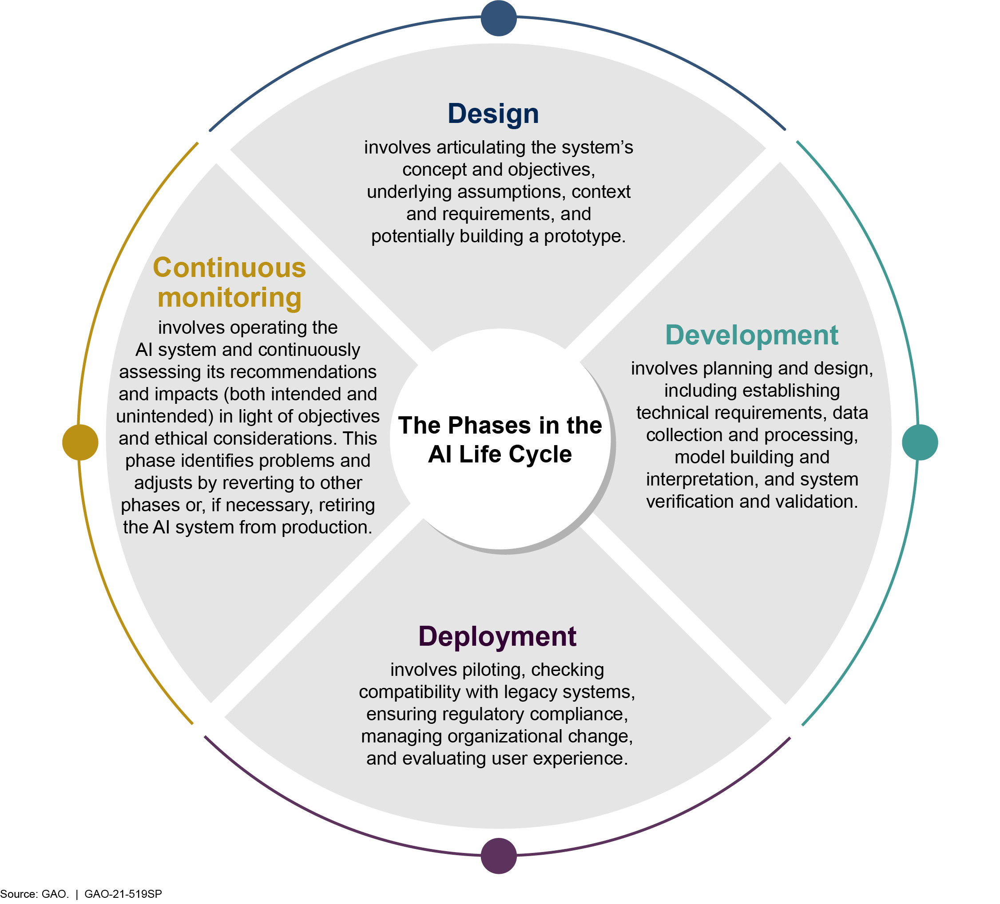 Design
involves articulating the system’s
concept and objectives,
underlying assumptions, context
and requirements, and
potentially building a prototype.
Continuous
monitoring
involves operating the
AI system and continuously
assessing its recommendations
and impacts (both intended and
unintended) in light of objectives
and ethical considerations. This
phase identifies problems and
adjusts by reverting to other
phases or, if necessary, retiring
the AI system from production.
The Phases in the
AI Life Cycle
Development
involves planning and design,
including establishing
technical requirements, data
collection and processing,
model building and
interpretation, and system
verification and validation.
Deployment
involves piloting, checking
compatibility with legacy systems,
ensuring regulatory compliance,
managing organizational change,
and evaluating user experience.
Source: GAO.  |  GAO-21-519SP